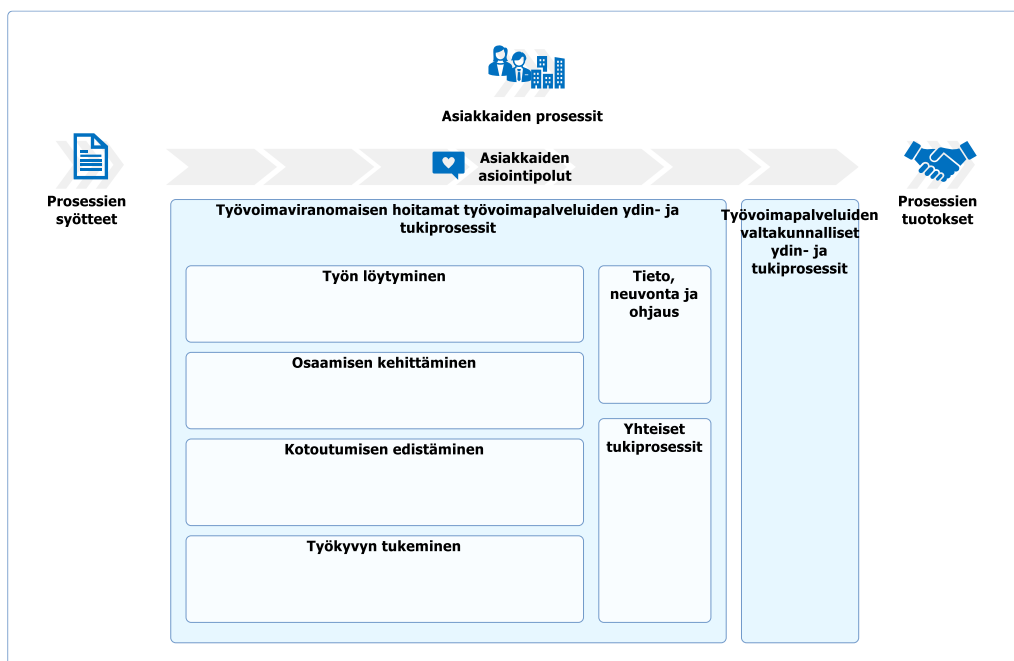 Asiakkaiden prosessit
Asiakkaiden
asiointipolut
Prosessien
syötteet
Prosessien
tuotokset
Työvoimaviranomaisen hoitamat työvoimapalveluiden ydin- ja
tukiprosessit
Työvoimapalveluiden
valtakunnalliset
ydin- ja
tukiprosessit
Työn löytyminen
Tieto,
neuvonta ja
ohjaus
Osaamisen kehittäminen
Yhteiset
tukiprosessit
Kotoutumisen edistäminen
Työkyvyn tukeminen